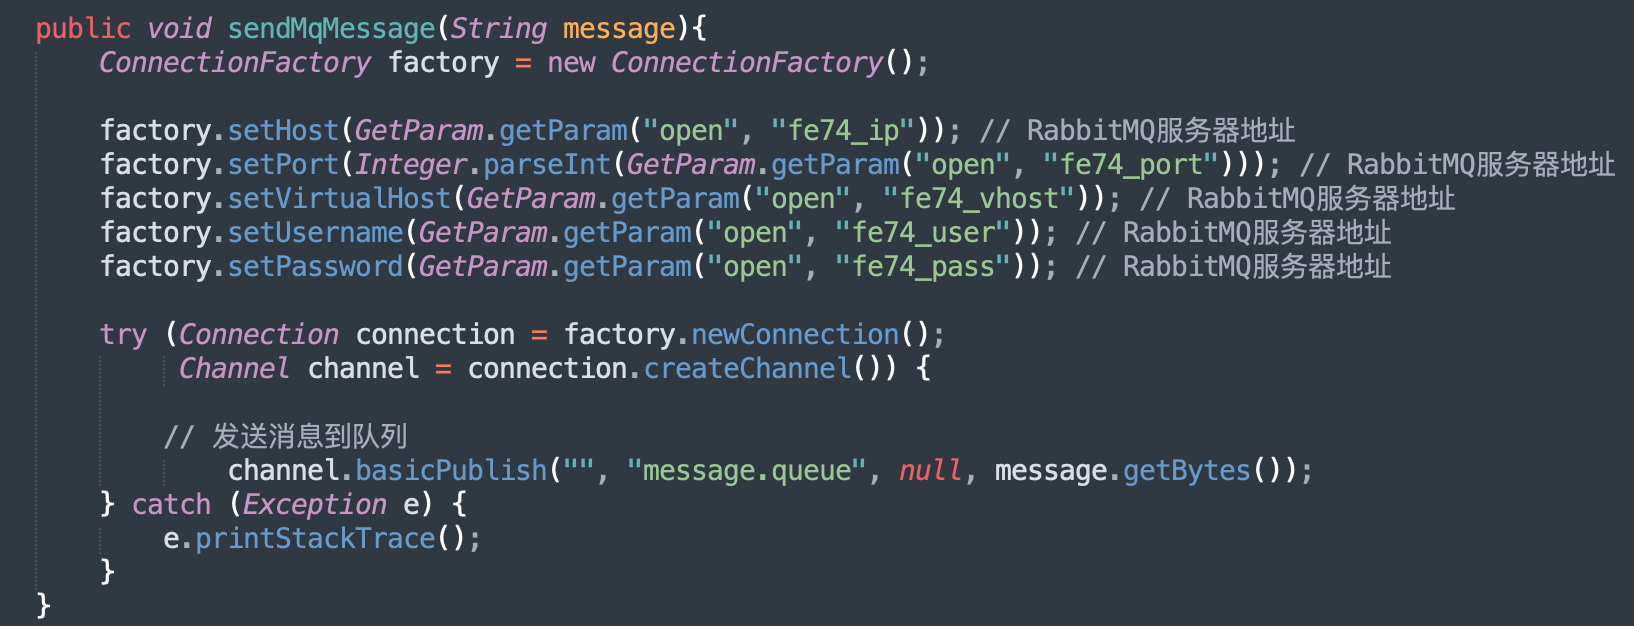 public void sendMqMessage(String message){
ConnectionFactory factory = new ConnectionFactory();
factory.setHost(GetParam.getParam("open", "fe74_ip")); // RabbitMQ服务器地址
factory.setPort(Integer.parseInt(GetParam.getParam("open", "fe74_port"))); // RabbitMQ服务器地址
factory.setVirtualHost(GetParam.getParam("open", "fe74_vhost")); // RabbitMQ服务器地址
factory.setUsername(GetParam.getParam("open", "fe74_user")); // RabbitMQ服务器地址
factory.setPassword(GetParam.getParam("open", "fe74_pass")); // RabbitMQ服务器地址
try (Connection connection = factory.newConnection();
Channel channel = connection.createChannel()) {
// 发送消息到队列
channel.basicPublish("", "message.queue", null, message.getBytes());
} catch (Exception e) {
e.printStackTrace();
}
}